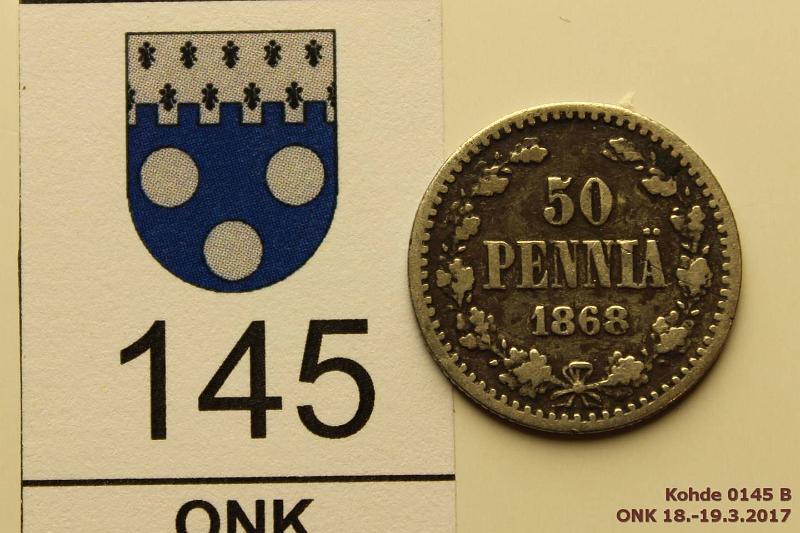 145
ONK
50
PENNIÄ
1868
Kohde 0145 B
ONK 18.-19.3.2017